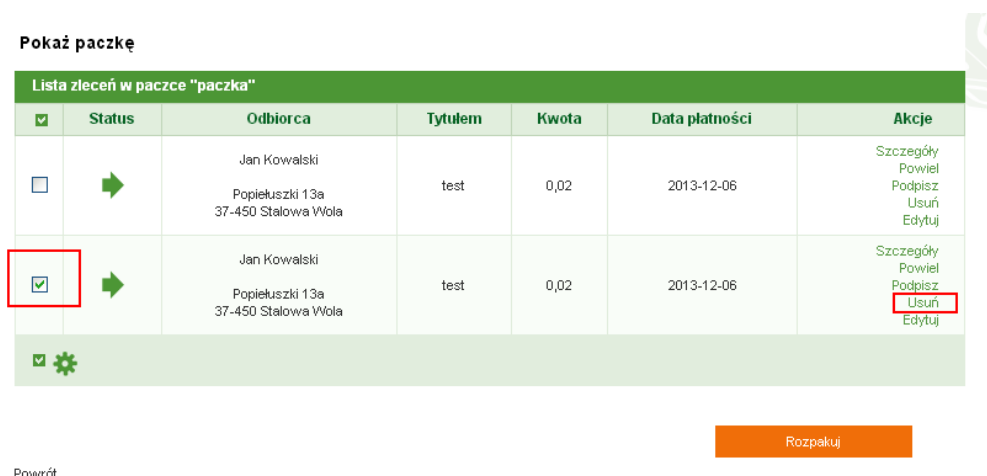 Pokaż paczkę
Lista zleceń w paczce "paczka"
Status Odbiorca Tytułem Kwota Data płatności Akcje
Jan Kowalski
Popiełuszki 13a
37-450 Stalowa Wola
test 0,02 2013-12-06
Szczegóły
Powiel
Podpisz
Usuń
Edytuj
Jan Kowalski
Popiełuszki 13a
37-450 Stalowa Wola
test 0,02 2013-12-06
Szczegóły
Powiel
Podpisz
Usuń
Edytuj
Rozpakuj
Powrót